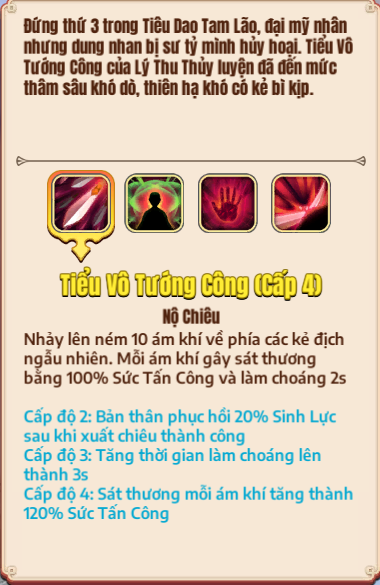 Đứng thứ 3 trong Tiêu Dao Tam Lão, đại mỹ nhân
nhưng dung nhan bị sư tỷ mình hủy hoại. Tiểu Vô
Tướng Công của Lý Thu Thủy luyện đã đến mức
thâm sâu khó dò, thiên hạ khó có kẻ bì kịp.
Tiểu Vô Tướng Công (Cấp 4)
Nộ Chiêu
Nhảy lên ném 10 ám khí về phía các kẻ địch
ngẫu nhiên. Mỗi ám khí gây sát thương
bằng 100% Sức Tấn Công và làm choáng 2s
Cấp độ 2: Bản thân phục hồi 20% Sinh Lực
sau khi xuất chiêu thành công
Cấp độ 3: Tăng thời gian làm choáng lên
thành 3s
Cấp độ 4: Sát thương mỗi ám khí tăng thành
120% Sức Tấn Công